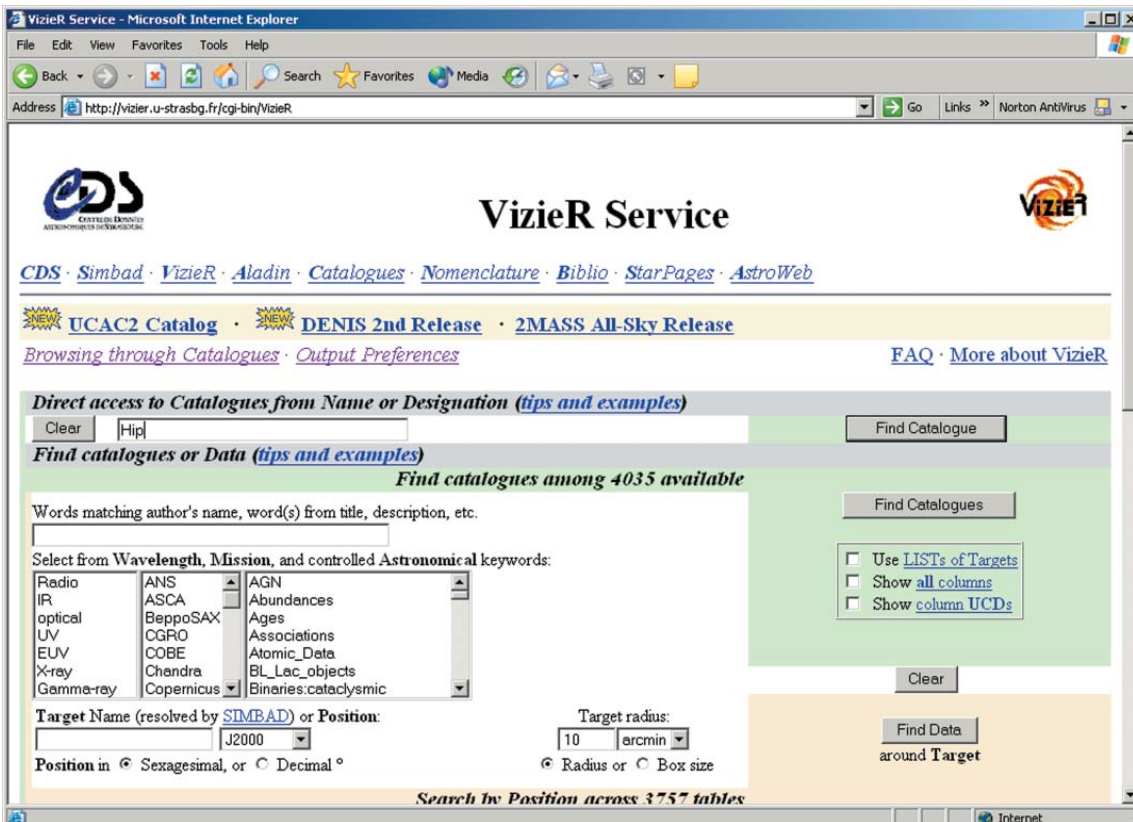 VizieR Service - Microsoft Internet Explorer
File Edit View Favorites Tools Help
Back Search Favorites Media
Address http://vizier.u-strasbg.fr/cgi-bin/VizieR Go Links » Norton AntiVirus
CDS
CENTRE DE DONNÉES
ASTRONOMIQUES DE STRASBOURG
VizieR Service
VizieR
CDS · Simbad · VizieR · Aladin · Catalogues · Nomenclature · Biblio · StarPages · AstroWeb
NEW UCAC2 Catalog · NEW DENIS 2nd Release · 2MASS All-Sky Release
Browsing through Catalogues · Output Preferences FAQ · More about VizieR
Direct access to Catalogues from Name or Designation (tips and examples)
Clear Hip Find Catalogue
Find catalogues or Data (tips and examples)
Find catalogues among 4035 available
Find Catalogues
Words matching author's name, word(s) from title, description, etc.
Select from Wavelength, Mission, and controlled Astronomical keywords:
Radio ANS AGN
IR ASCA Abundances
optical BeppoSAX Ages
UV CGRO Associations
EUV COBE Atomic_Data
X-ray Chandra BL_Lac_objects
Gamma-ray Copernicus Binaries:cataclysmic
Use LISTs of Targets
Show all columns
Show column UCDs
Clear
Target Name (resolved by SIMBAD) or Position: Target radius:
J2000 10 arcmin
Position in Sexagesimal, or Decimal ° Radius or Box size
Find Data
around Target
Search by Position across 3757 tables
Internet